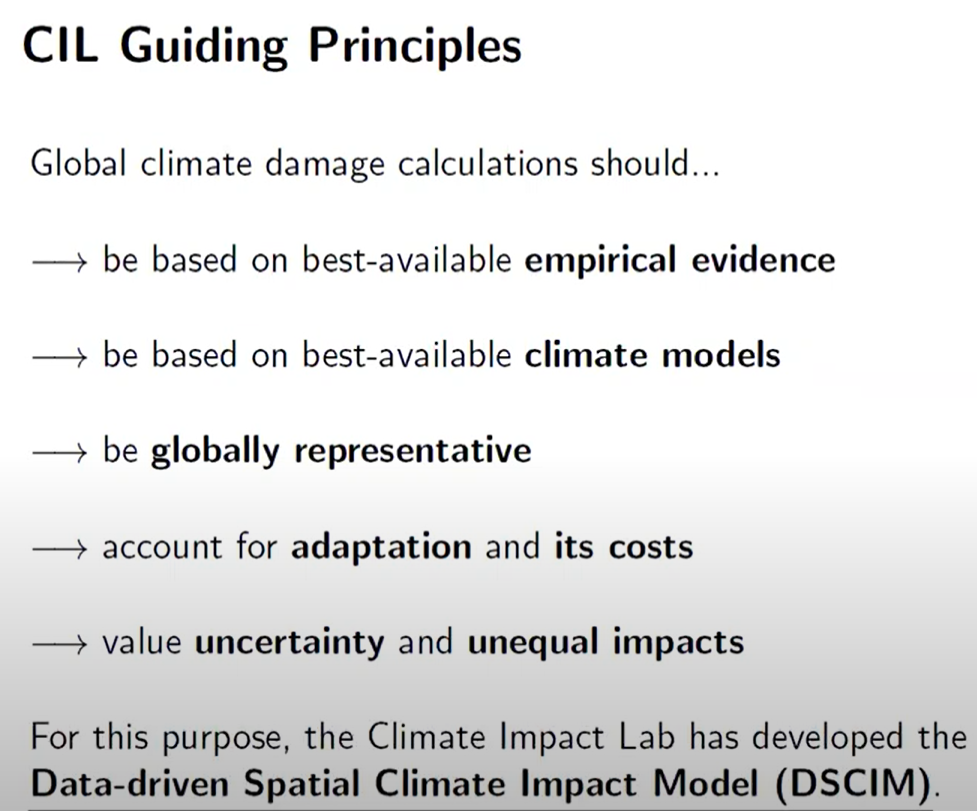 CIL Guiding Principles
Global climate damage calculations should...
⟶ be based on best-available empirical evidence
⟶ be based on best-available climate models
⟶ be globally representative
⟶ account for adaptation and its costs
⟶ value uncertainty and unequal impacts
For this purpose, the Climate Impact Lab has developed the
Data-driven Spatial Climate Impact Model (DSCIM).